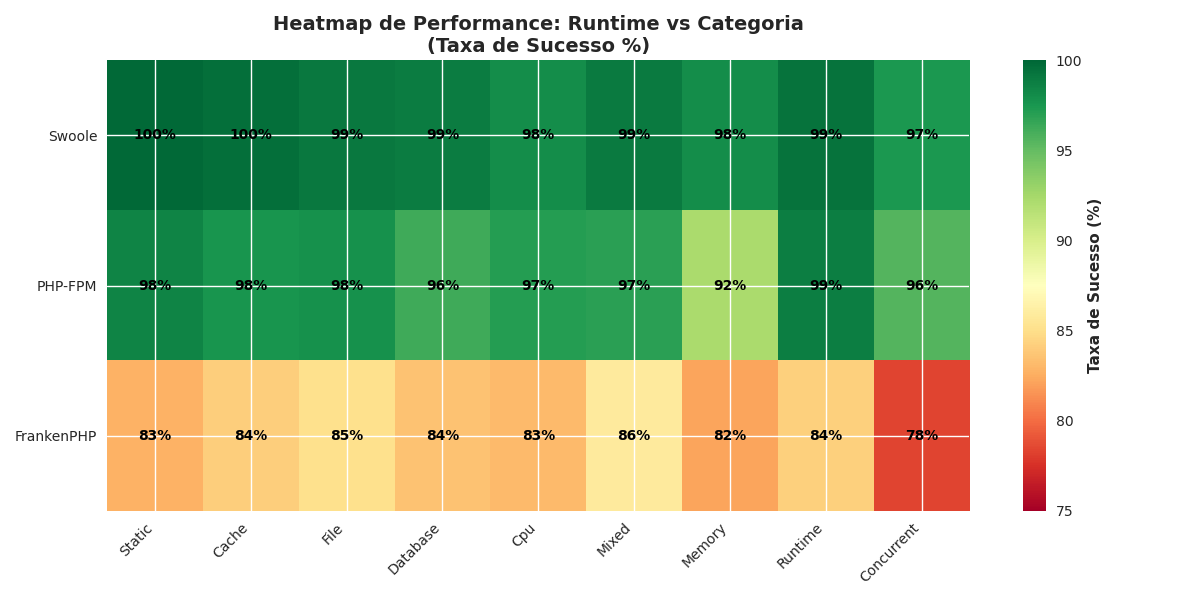 Heatmap de Performance: Runtime vs Categoria
(Taxa de Sucesso %)
Swoole 100% 100% 99% 99% 98% 99% 98% 99% 97%
PHP-FPM 98% 98% 98% 96% 97% 97% 92% 99% 96%
FrankenPHP 83% 84% 85% 84% 83% 86% 82% 84% 78%
Static Cache File Database Cpu Mixed Memory Runtime Concurrent
100
95
90
85
80
75
Taxa de Sucesso (%)